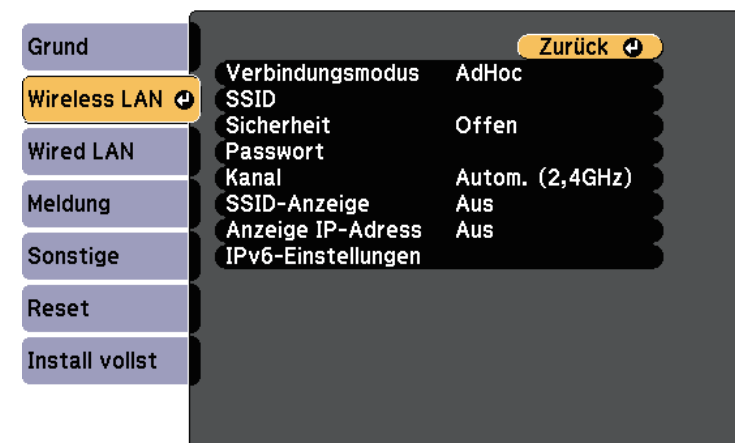 Grund
Wireless LAN
Wired LAN
Meldung
Sonstige
Reset
Install vollst
Zurück
Verbindungsmodus AdHoc
SSID
Sicherheit Offen
Passwort
Kanal Autom. (2,4GHz)
SSID-Anzeige Aus
Anzeige IP-Adress Aus
IPv6-Einstellungen